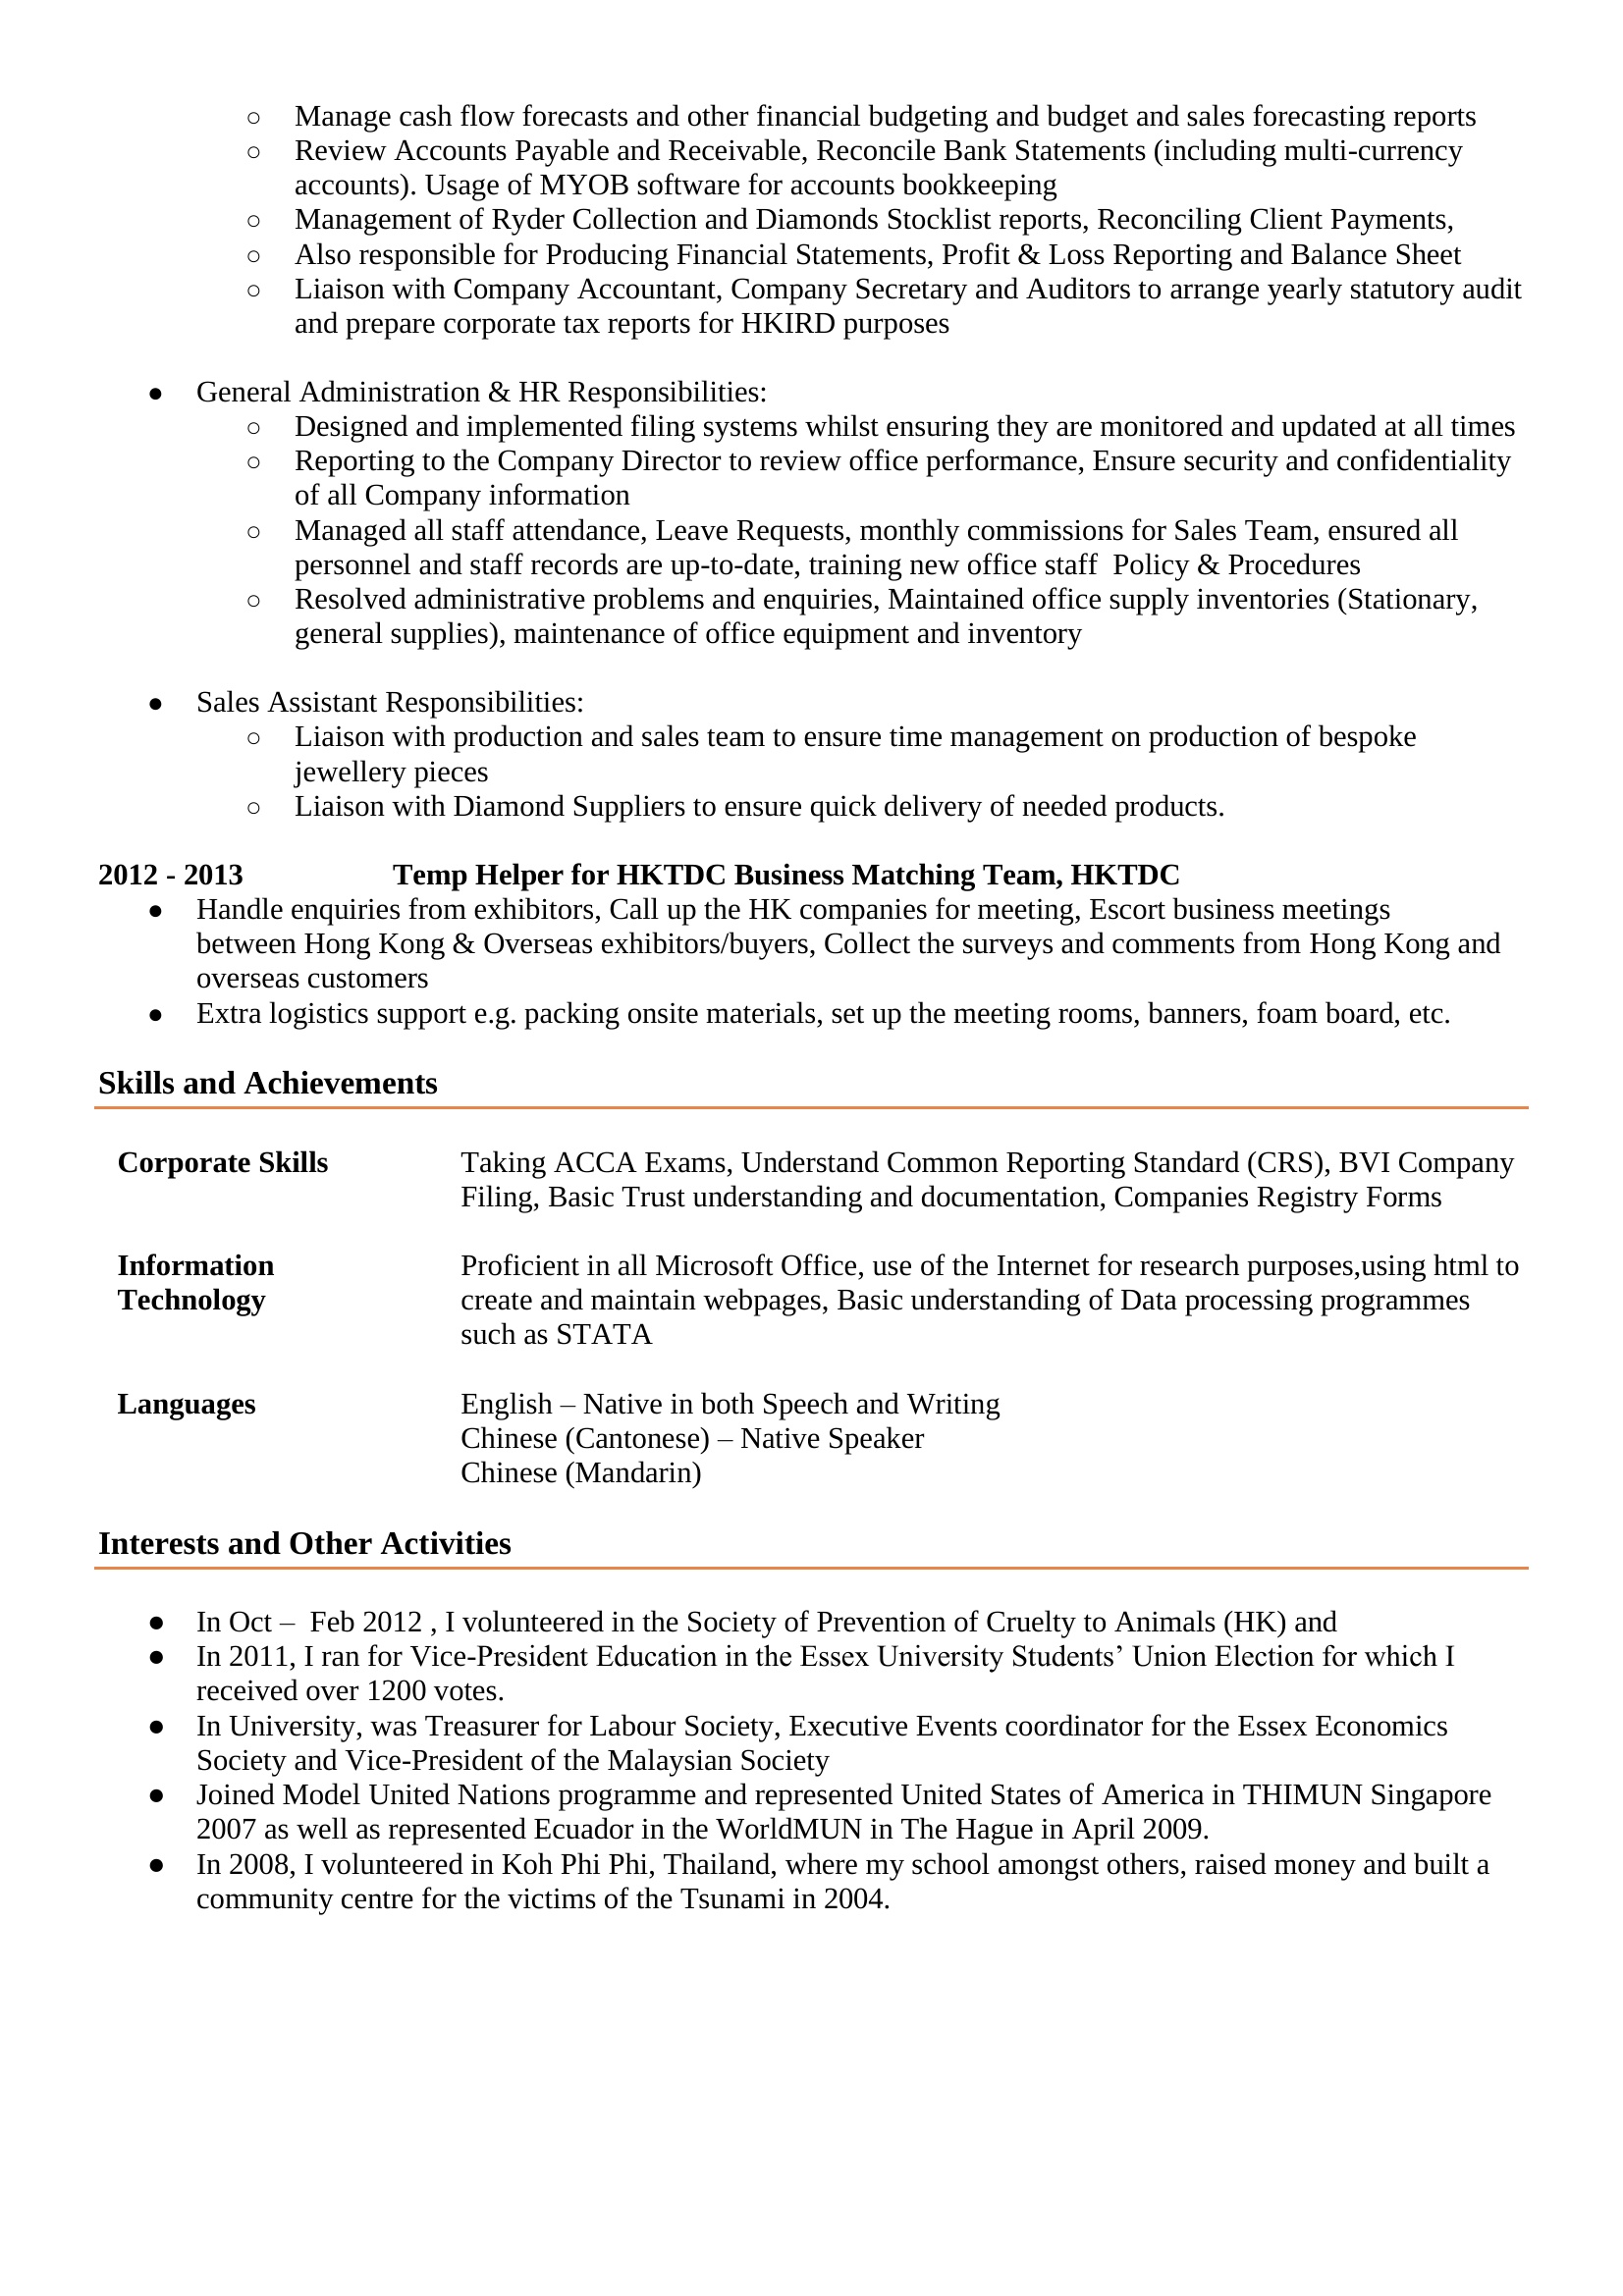 ○ Manage cash flow forecasts and other financial budgeting and budget and sales forecasting reports
○ Review Accounts Payable and Receivable, Reconcile Bank Statements (including multi-currency
accounts). Usage of MYOB software for accounts bookkeeping
○ Management of Ryder Collection and Diamonds Stocklist reports, Reconciling Client Payments,
○ Also responsible for Producing Financial Statements, Profit & Loss Reporting and Balance Sheet
○ Liaison with Company Accountant, Company Secretary and Auditors to arrange yearly statutory audit
and prepare corporate tax reports for HKIRD purposes
● General Administration & HR Responsibilities:
○ Designed and implemented filing systems whilst ensuring they are monitored and updated at all times
○ Reporting to the Company Director to review office performance, Ensure security and confidentiality
of all Company information
○ Managed all staff attendance, Leave Requests, monthly commissions for Sales Team, ensured all
personnel and staff records are up-to-date, training new office staff  Policy & Procedures
○ Resolved administrative problems and enquiries, Maintained office supply inventories (Stationary,
general supplies), maintenance of office equipment and inventory
● Sales Assistant Responsibilities:
○ Liaison with production and sales team to ensure time management on production of bespoke
jewellery pieces
○ Liaison with Diamond Suppliers to ensure quick delivery of needed products.
2012 - 2013 Temp Helper for HKTDC Business Matching Team, HKTDC
● Handle enquiries from exhibitors, Call up the HK companies for meeting, Escort business meetings
between Hong Kong & Overseas exhibitors/buyers, Collect the surveys and comments from Hong Kong and
overseas customers
● Extra logistics support e.g. packing onsite materials, set up the meeting rooms, banners, foam board, etc.
Skills and Achievements
Corporate Skills Taking ACCA Exams, Understand Common Reporting Standard (CRS), BVI Company
Filing, Basic Trust understanding and documentation, Companies Registry Forms
Information Proficient in all Microsoft Office, use of the Internet for research purposes,using html to
Technology create and maintain webpages, Basic understanding of Data processing programmes
such as STATA
Languages English – Native in both Speech and Writing
Chinese (Cantonese) – Native Speaker
Chinese (Mandarin)
Interests and Other Activities
● In Oct –  Feb 2012 , I volunteered in the Society of Prevention of Cruelty to Animals (HK) and
● In 2011, I ran for Vice-President Education in the Essex University Students’ Union Election for which I
received over 1200 votes.
● In University, was Treasurer for Labour Society, Executive Events coordinator for the Essex Economics
Society and Vice-President of the Malaysian Society
● Joined Model United Nations programme and represented United States of America in THIMUN Singapore
2007 as well as represented Ecuador in the WorldMUN in The Hague in April 2009.
● In 2008, I volunteered in Koh Phi Phi, Thailand, where my school amongst others, raised money and built a
community centre for the victims of the Tsunami in 2004.